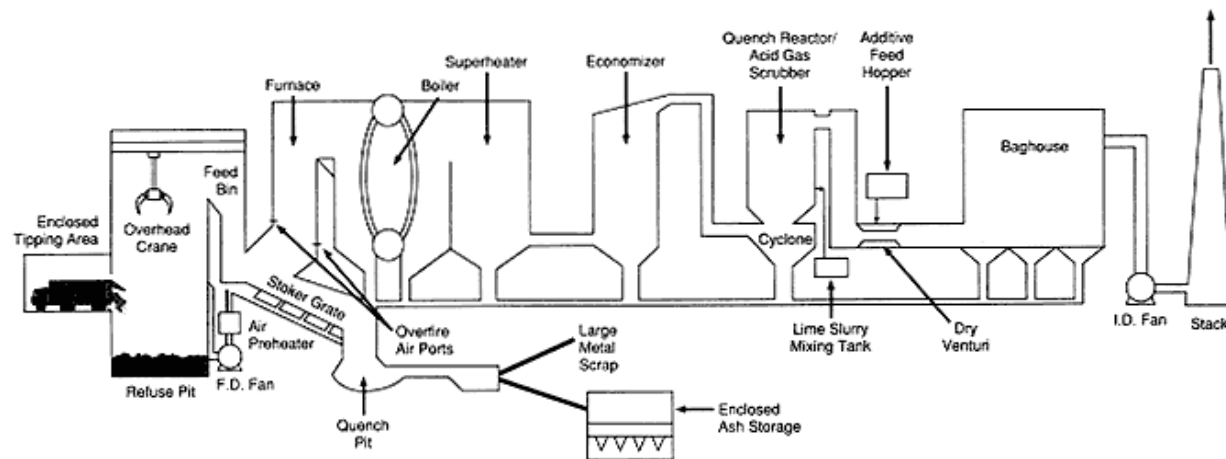 Quench Reactor/
Acid Gas
Scrubber
Additive
Feed
Hopper
Superheater
Economizer
Furnace
Boiler
Baghouse
Feed
Bin
Enclosed
Tipping Area
Overhead
Crane
Cyclone
Stoker Grate
Air
Preheater
Overfire
Air Ports
Large
Metal
Scrap
Lime Slurry
Mixing Tank
Dry
Venturi
I.D. Fan
Stack
Refuse Pit
F.D. Fan
Quench
Pit
Enclosed
Ash Storage